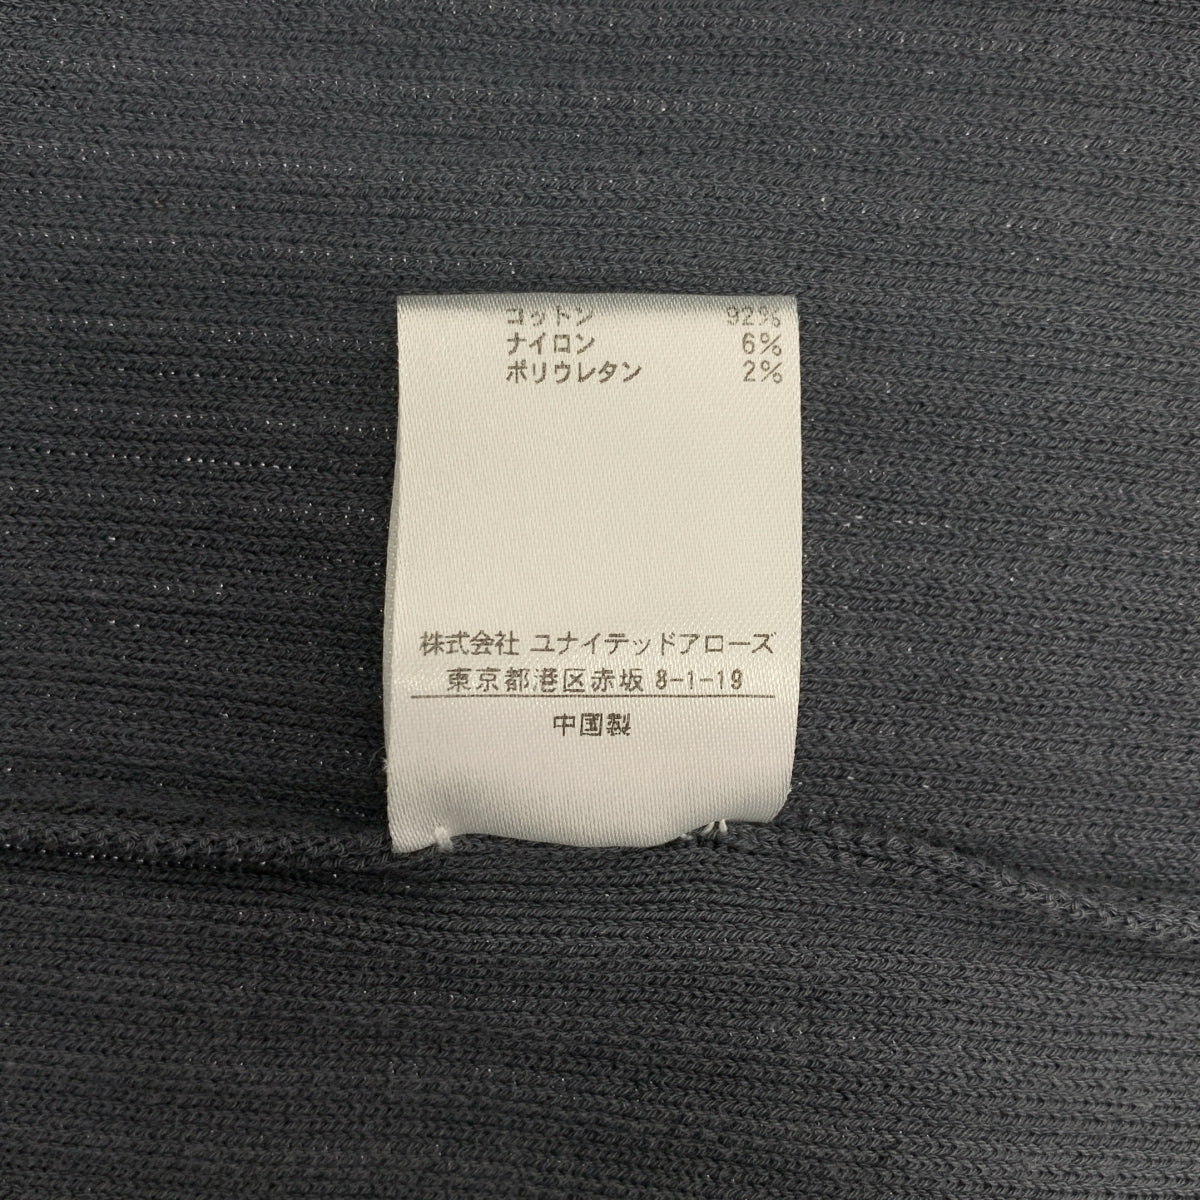 コットン 92%
ナイロン 6%
ポリウレタン 2%
株式会社 ユナイテッドアローズ
東京都港区赤坂 8-1-19
中国製